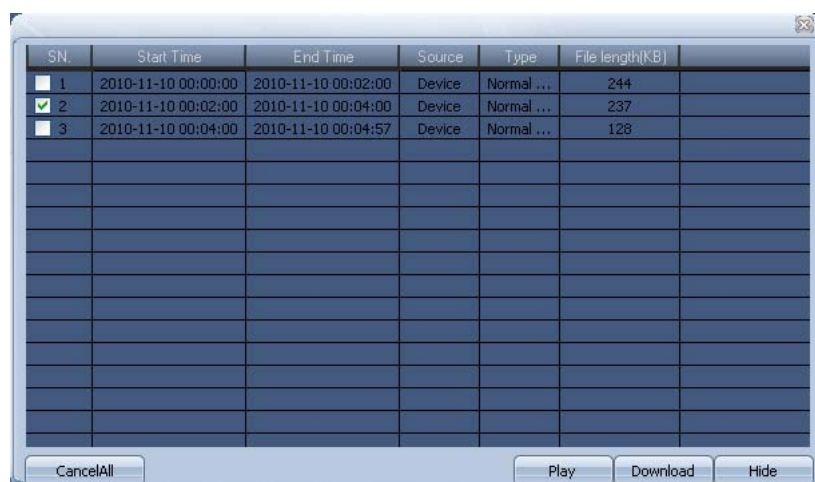 SN. Start Time End Time Source Type File length(KB)
1 2010-11-10 00:00:00 2010-11-10 00:02:00 Device Normal ... 244
2 2010-11-10 00:02:00 2010-11-10 00:04:00 Device Normal ... 237
3 2010-11-10 00:04:00 2010-11-10 00:04:57 Device Normal ... 128
CancelAll Play Download Hide